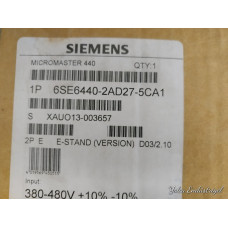 SIEMENS
MICROMASTER 440 QTY:1
1P 6SE6440-2AD27-5CA1
S XAUO13-003657
2P E E-STAND (VERSION) D03/2.10
Input
380-480V +10% -10%